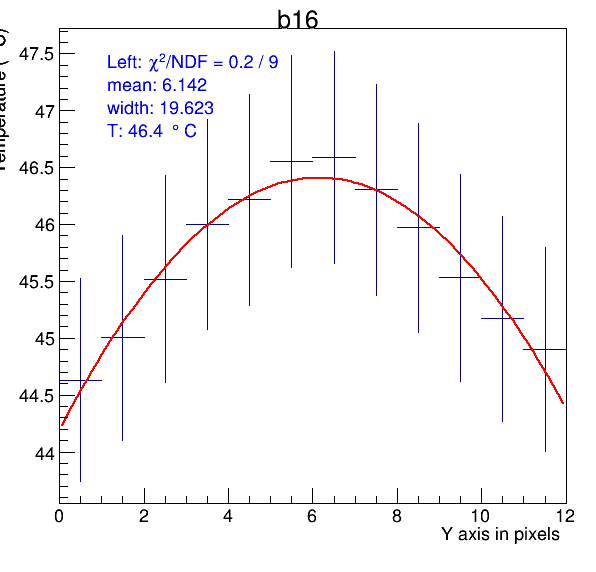 b16
Temperature (°C)
Left: χ²/NDF = 0.2 / 9
mean: 6.142
width: 19.623
T: 46.4 °C
47.5
47
46.5
46
45.5
45
44.5
44
0 2 4 6 8 10 12
Y axis in pixels